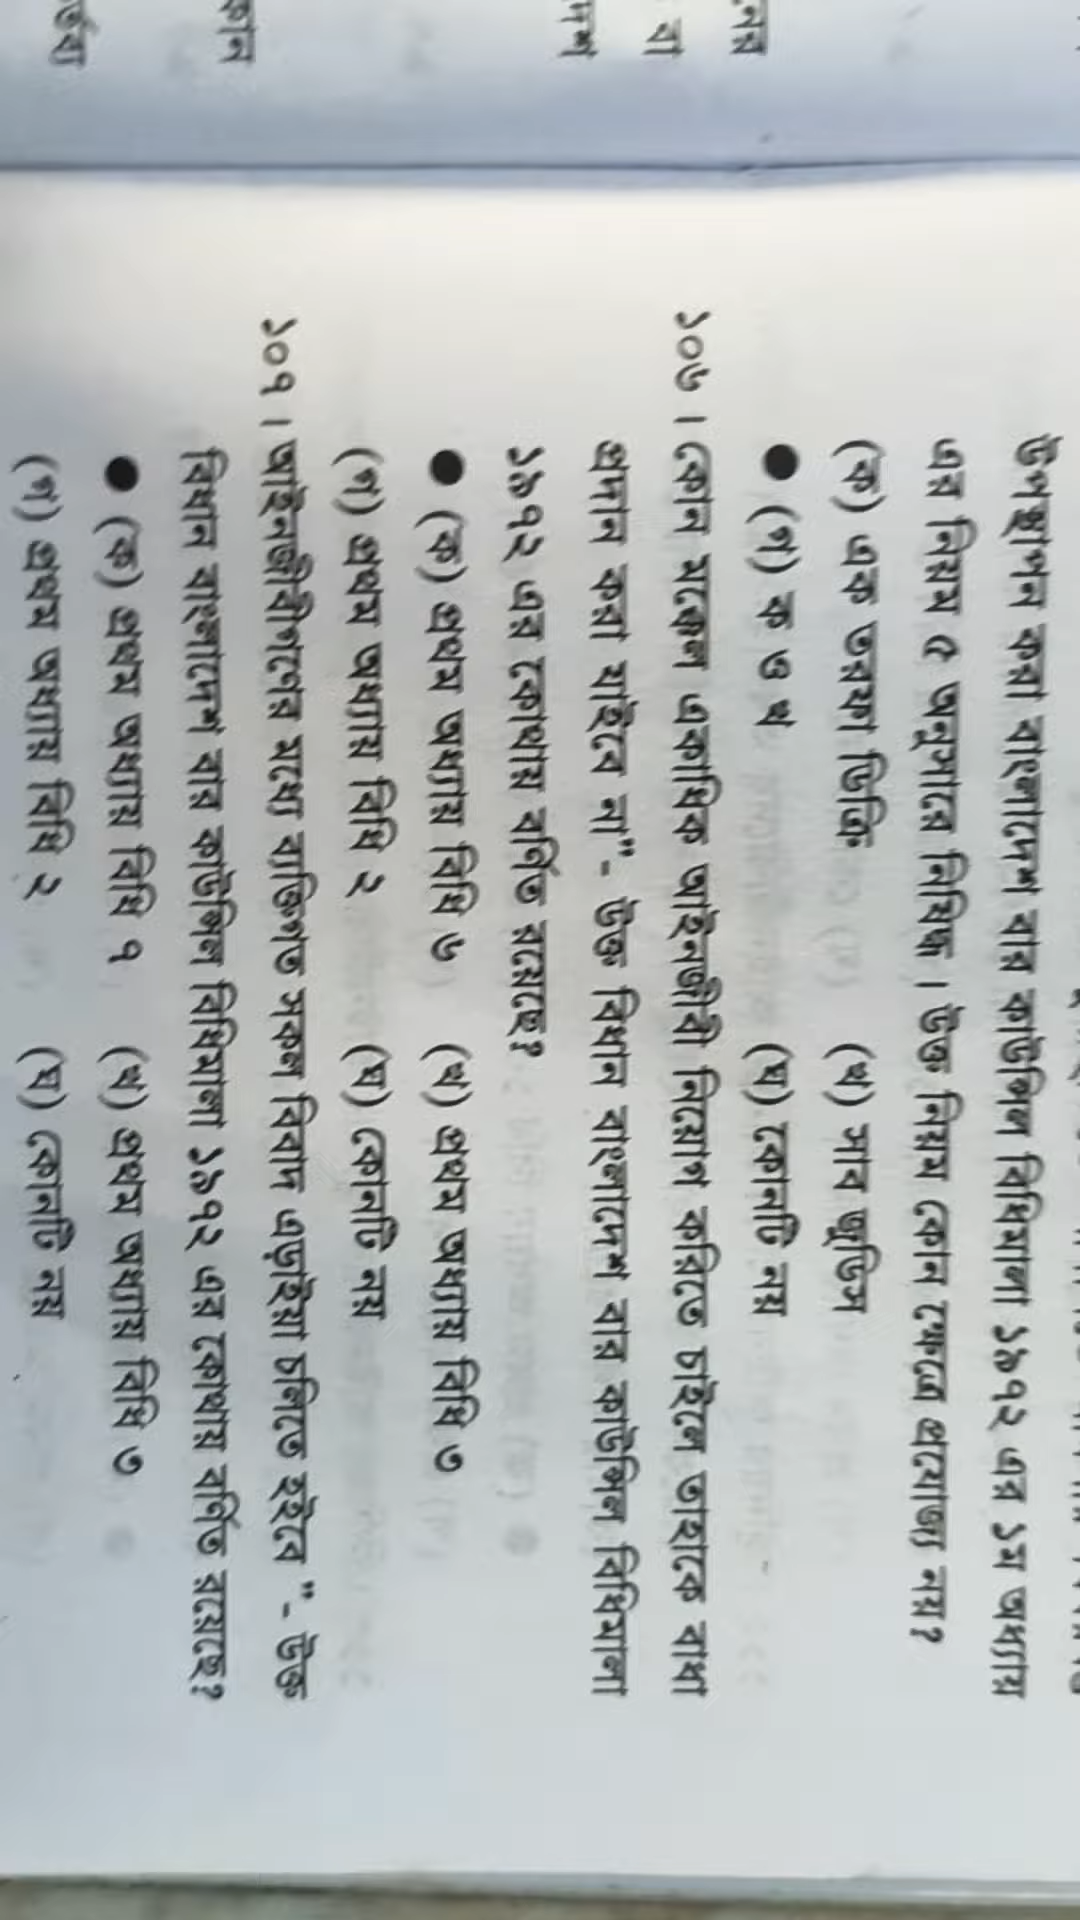 উপস্থাপন করা বাংলাদেশ বার কাউন্সিল বিধিমালা ১৯৭২ এর ১ম অধ্যায়
এর নিয়ম ৫ অনুসারে নিষিদ্ধ। উক্ত নিয়ম কোন ক্ষেত্রে প্রযোজ্য নয়?
(ক) এক তরফা ডিক্রি (খ) সাব জুডিস
● (গ) ক ও খ (ঘ) কোনটি নয়
১০৬। কোন মক্কেল একাধিক আইনজীবী নিয়োগ করিতে চাইলে তাহাকে বাধা
প্রদান করা যাইবে না"- উক্ত বিধান বাংলাদেশ বার কাউন্সিল বিধিমালা
১৯৭২ এর কোথায় বর্ণিত রয়েছে?
● (ক) প্রথম অধ্যায় বিধি ৬ (খ) প্রথম অধ্যায় বিধি ৩
(গ) প্রথম অধ্যায় বিধি ২ (ঘ) কোনটি নয়
১০৭। আইনজীবীগণের মধ্যে ব্যক্তিগত সকল বিবাদ এড়াইয়া চলিতে হইবে "- উক্ত
বিধান বাংলাদেশ বার কাউন্সিল বিধিমালা ১৯৭২ এর কোথায় বর্ণিত রয়েছে?
● (ক) প্রথম অধ্যায় বিধি ৭ (খ) প্রথম অধ্যায় বিধি ৩
(গ) প্রথম অধ্যায় বিধি ২ (ঘ) কোনটি নয়